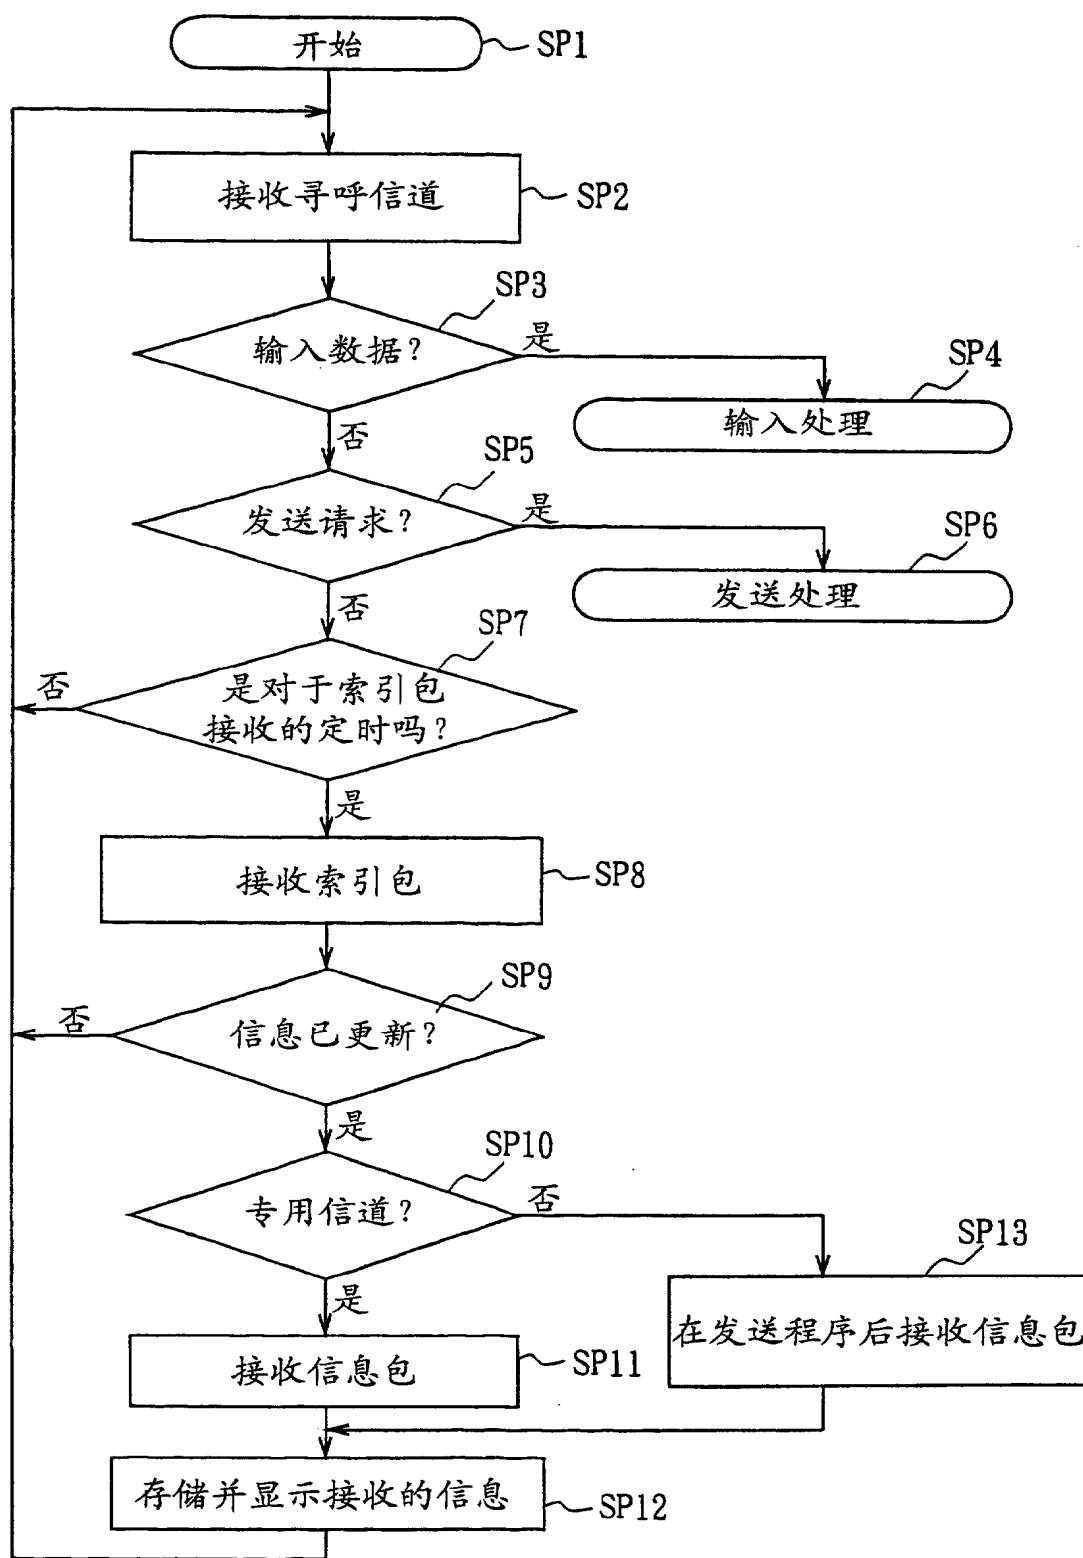 开始
SP1
接收寻呼信道
SP2
SP3
输入数据？
是
SP4
输入处理
否
SP5
发送请求？
是
SP6
发送处理
否
SP7
是对于索引包
接收的定时吗？
否
是
接收索引包
SP8
SP9
信息已更新？
否
是
SP10
专用信道？
否
SP13
是
在发送程序后接收信息包
接收信息包
SP11
存储并显示接收的信息
SP12